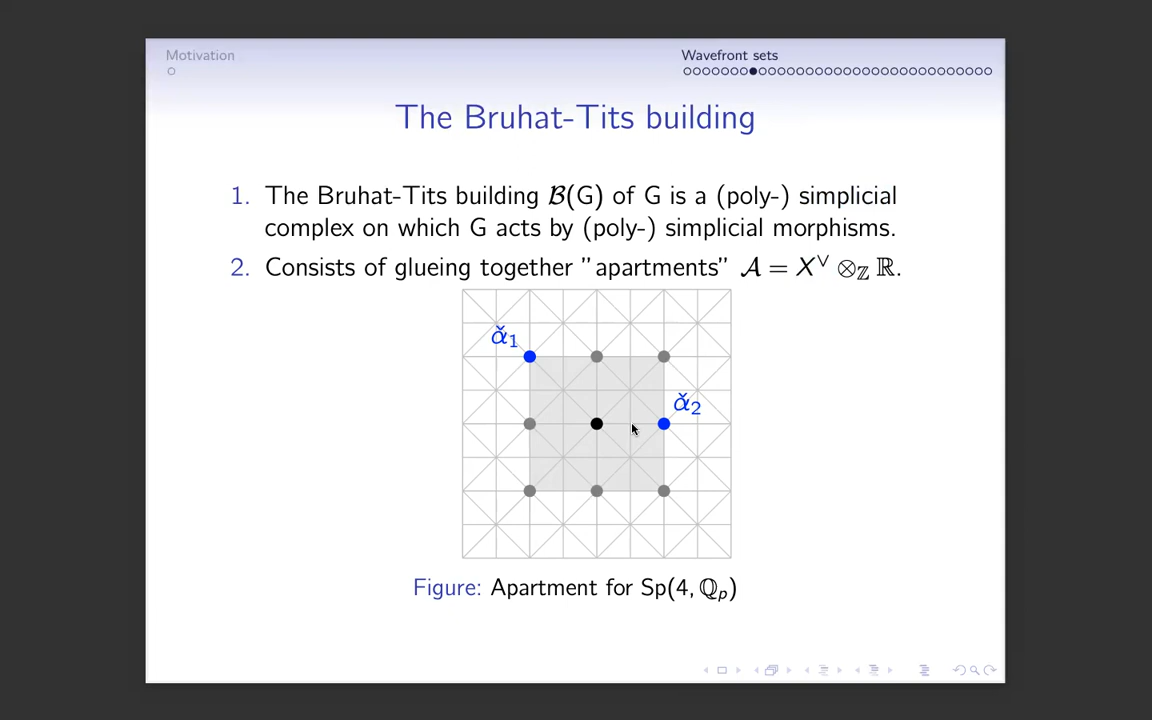 Motivation
Wavefront sets
The Bruhat-Tits building
1. The Bruhat-Tits building 𝓑(G) of G is a (poly-) simplicial
complex on which G acts by (poly-) simplicial morphisms.
2. Consists of glueing together "apartments" 𝒜 = X^∨ ⊗_ℤ ℝ.
α̌₁
α̌₂
Figure: Apartment for Sp(4, ℚ_p)